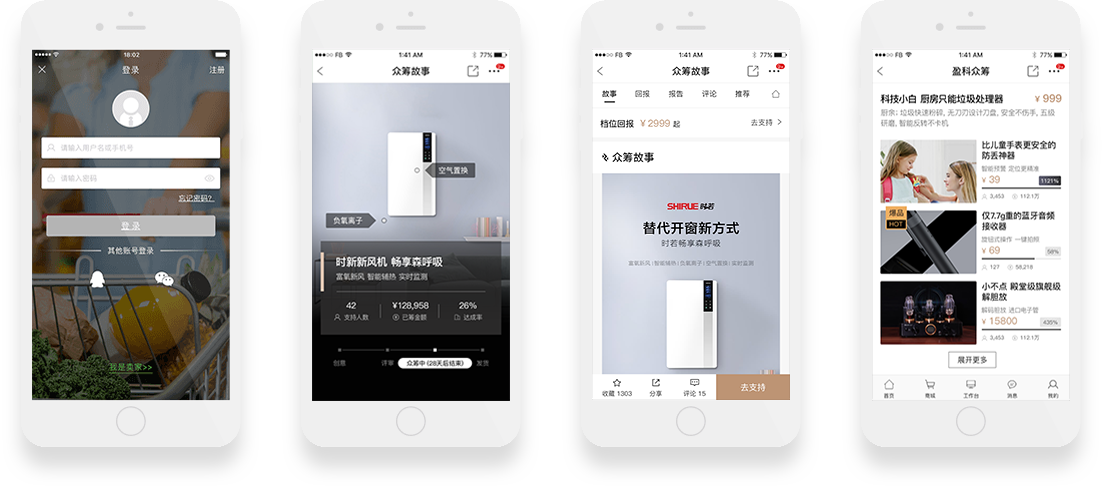 18:02
登录
注册
请输入用户名或手机号
请输入密码
忘记密码?
登录
其他账号登录
我是卖家>>
FB
1:41 AM
77%
众筹故事
空气置换
负氧离子
时新新风机 畅享森呼吸
富氧新风 智能辅热 实时监测
42
¥128,958
26%
支持人数
已筹金额
达成率
创意
评审
众筹中 (28天后结束)
发货
FB
1:41 AM
77%
众筹故事
故事
回报
报告
评论
推荐
档位回报
¥ 2999 起
去支持 >
众筹故事
SHIRUE 时若
替代开窗新方式
时若畅享森呼吸
富氧新风 | 智能辅热 | 负氧离子 | 空气置换 | 实时监测
收藏 1303
分享
评论 15
去支持
FB
1:41 AM
77%
盈科众筹
科技小白 厨房只能垃圾处理器
¥ 999
厨余; 垃圾快速粉碎, 无刀刃设计刀盘, 安全不伤手, 五级
研磨, 智能反转不卡机
比儿童手表更安全的
防丢神器
智能预警 定位更精准
¥ 39
1121%
3,453
112.1万
爆品
HOT
仅7.7g重的蓝牙音频
接收器
旋钮式操作 一键拍照
¥ 69
58%
127
58,218
小不点 殿堂级旗舰级
解胆放
解码胆放 进口电子管
¥ 15800
435%
3,453
112.1万
展开更多
首页
商城
工作台
消息
我的